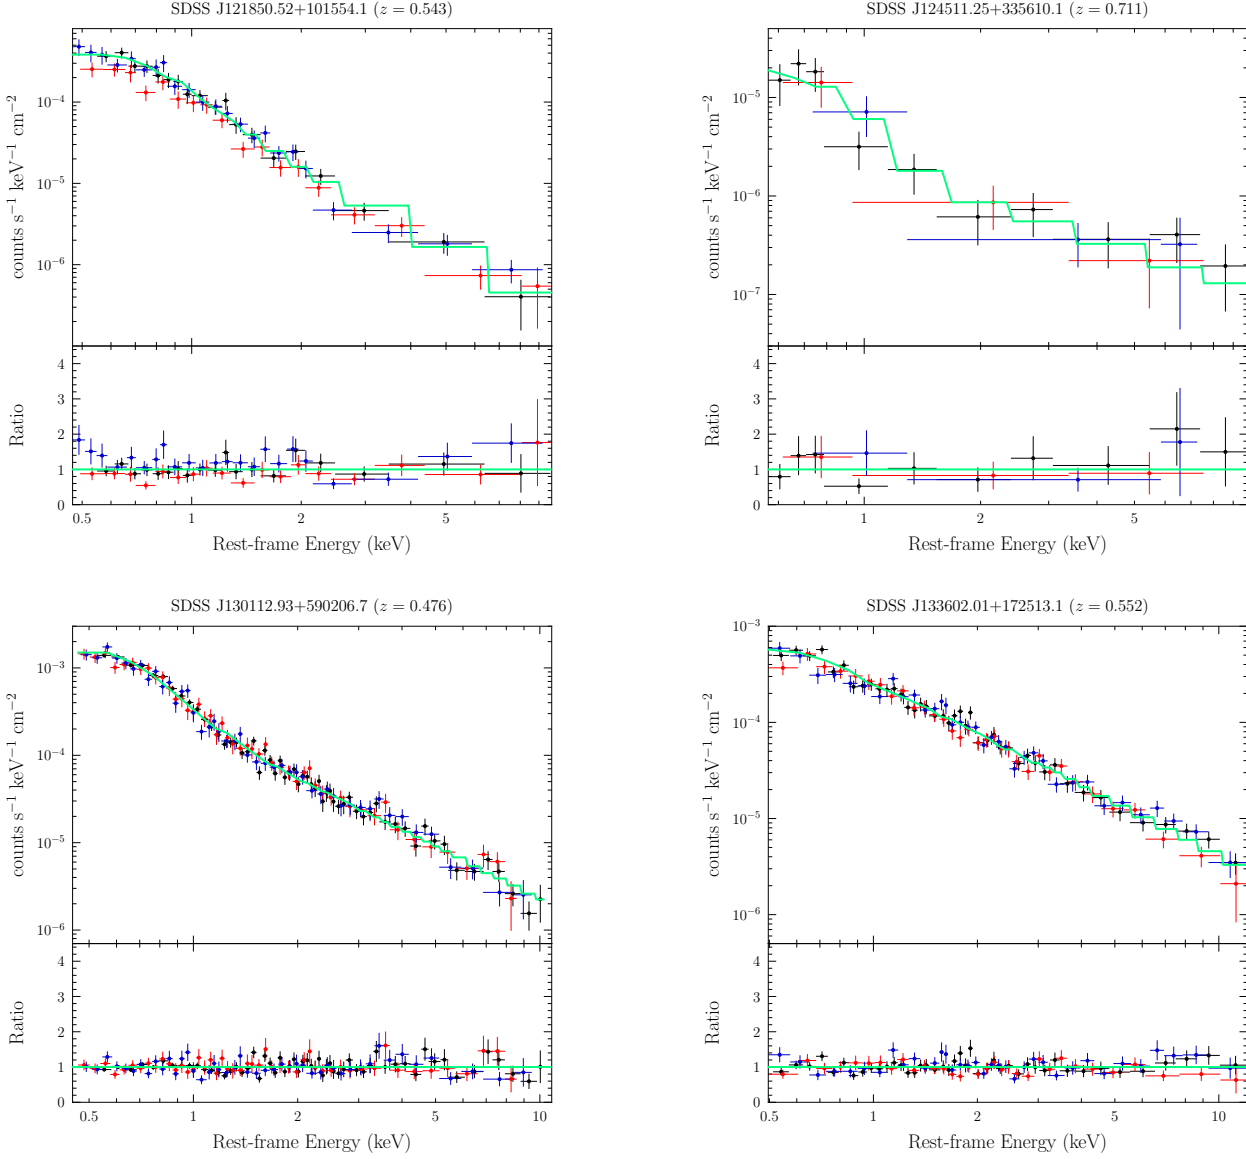 SDSS J121850.52+101554.1 (z = 0.543)
counts s⁻¹ keV⁻¹ cm⁻²
10⁻⁴
10⁻⁵
10⁻⁶
Ratio
4
3
2
1
0
0.5 1 2 5
Rest-frame Energy (keV)
SDSS J124511.25+335610.1 (z = 0.711)
counts s⁻¹ keV⁻¹ cm⁻²
10⁻⁵
10⁻⁶
10⁻⁷
Ratio
4
3
2
1
0
1 2 5
Rest-frame Energy (keV)
SDSS J130112.93+590206.7 (z = 0.476)
counts s⁻¹ keV⁻¹ cm⁻²
10⁻³
10⁻⁴
10⁻⁵
10⁻⁶
Ratio
4
3
2
1
0
0.5 1 2 5 10
Rest-frame Energy (keV)
SDSS J133602.01+172513.1 (z = 0.552)
counts s⁻¹ keV⁻¹ cm⁻²
10⁻³
10⁻⁴
10⁻⁵
10⁻⁶
Ratio
4
3
2
1
0
0.5 1 2 5 10
Rest-frame Energy (keV)